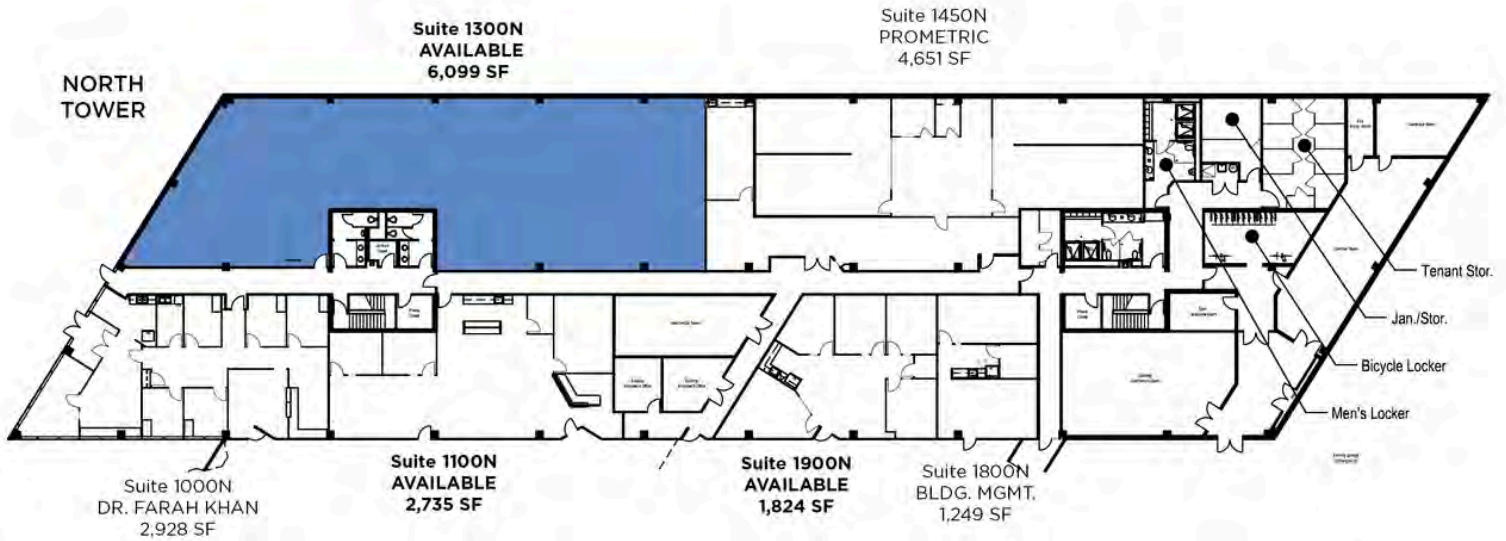 Suite 1300N
AVAILABLE
6,099 SF
Suite 1450N
PROMETRIC
4,651 SF
NORTH
TOWER
Tenant Stor.
Jan./Stor.
Bicycle Locker
Men's Locker
Suite 1000N
DR. FARAH KHAN
2,928 SF
Suite 1100N
AVAILABLE
2,735 SF
Suite 1900N
AVAILABLE
1,824 SF
Suite 1800N
BLDG. MGMT.
1,249 SF